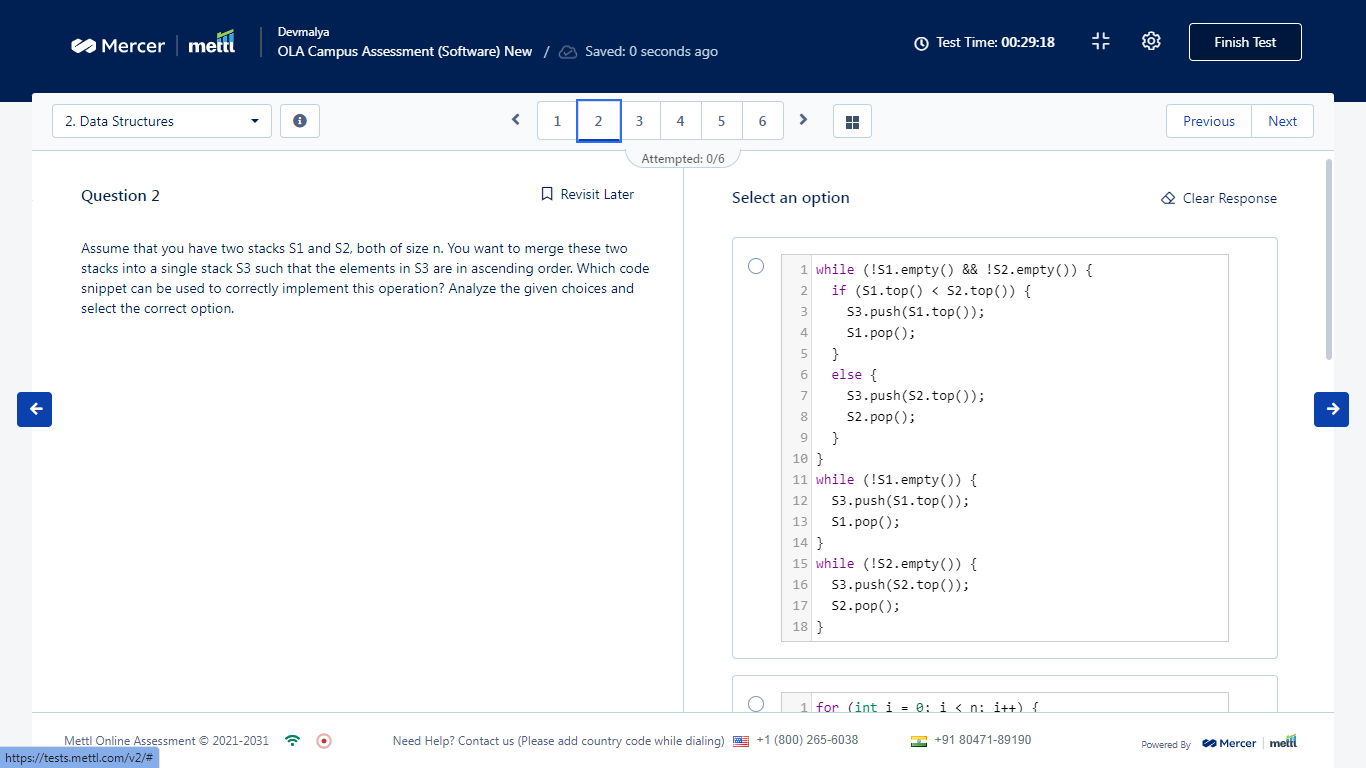 Mercer mettl
Devmalya
OLA Campus Assessment (Software) New / Saved: 0 seconds ago
Test Time: 00:29:18
Finish Test
2. Data Structures
1 2 3 4 5 6
Previous Next
Attempted: 0/6
Question 2
Revisit Later
Assume that you have two stacks S1 and S2, both of size n. You want to merge these two
stacks into a single stack S3 such that the elements in S3 are in ascending order. Which code
snippet can be used to correctly implement this operation? Analyze the given choices and
select the correct option.
Select an option
Clear Response
1 while (!S1.empty() && !S2.empty()) {
2 if (S1.top() < S2.top()) {
3 S3.push(S1.top());
4 S1.pop();
5 }
6 else {
7 S3.push(S2.top());
8 S2.pop();
9 }
10 }
11 while (!S1.empty()) {
12 S3.push(S1.top());
13 S1.pop();
14 }
15 while (!S2.empty()) {
16 S3.push(S2.top());
17 S2.pop();
18 }
1 for (int i = 0; i < n; i++) {
Mettl Online Assessment © 2021-2031
Need Help? Contact us (Please add country code while dialing) +1 (800) 265-6038 +91 80471-89190
Powered By Mercer mettl
https://tests.mettl.com/v2/#